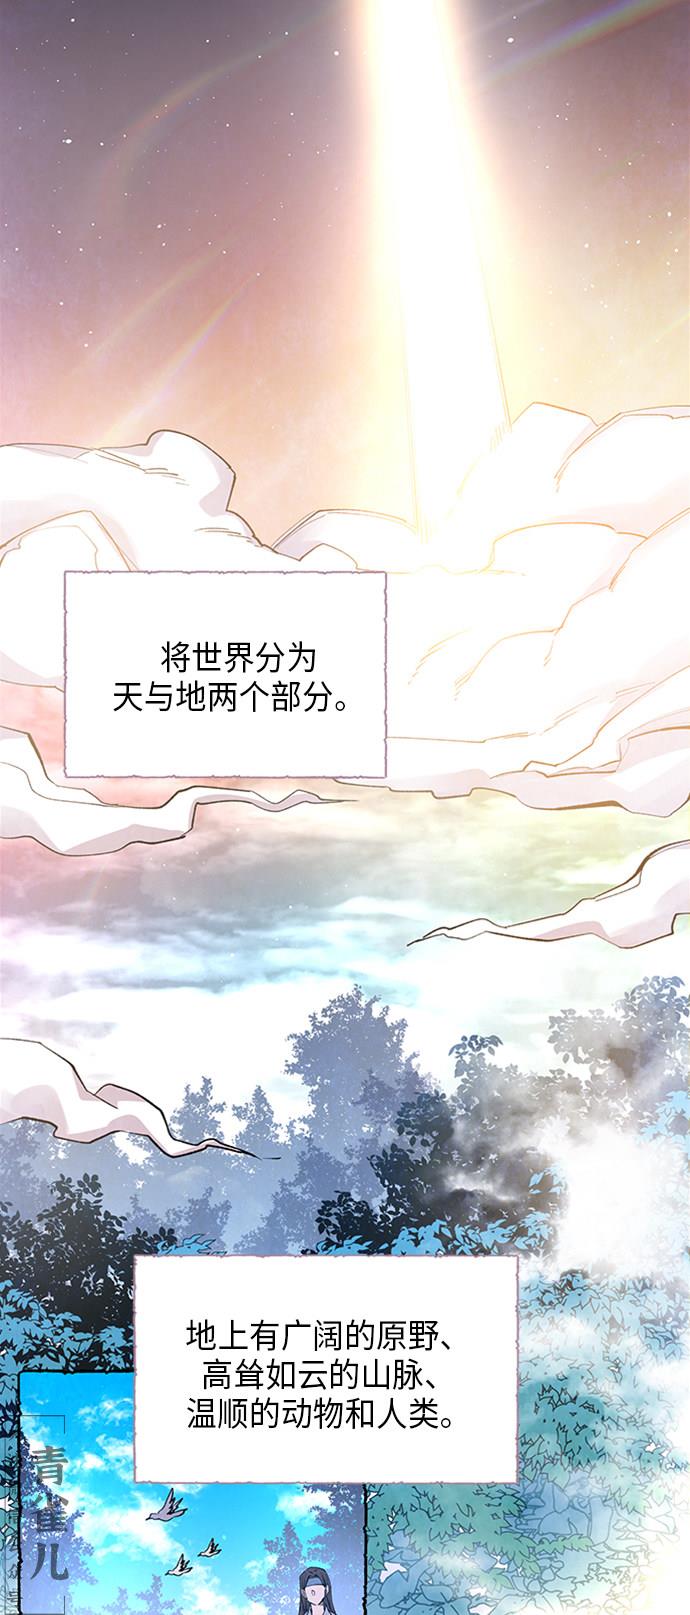 将世界分为
天与地两个部分。
地上有广阔的原野、
高耸如云的山脉、
温顺的动物和人类。
青雀儿